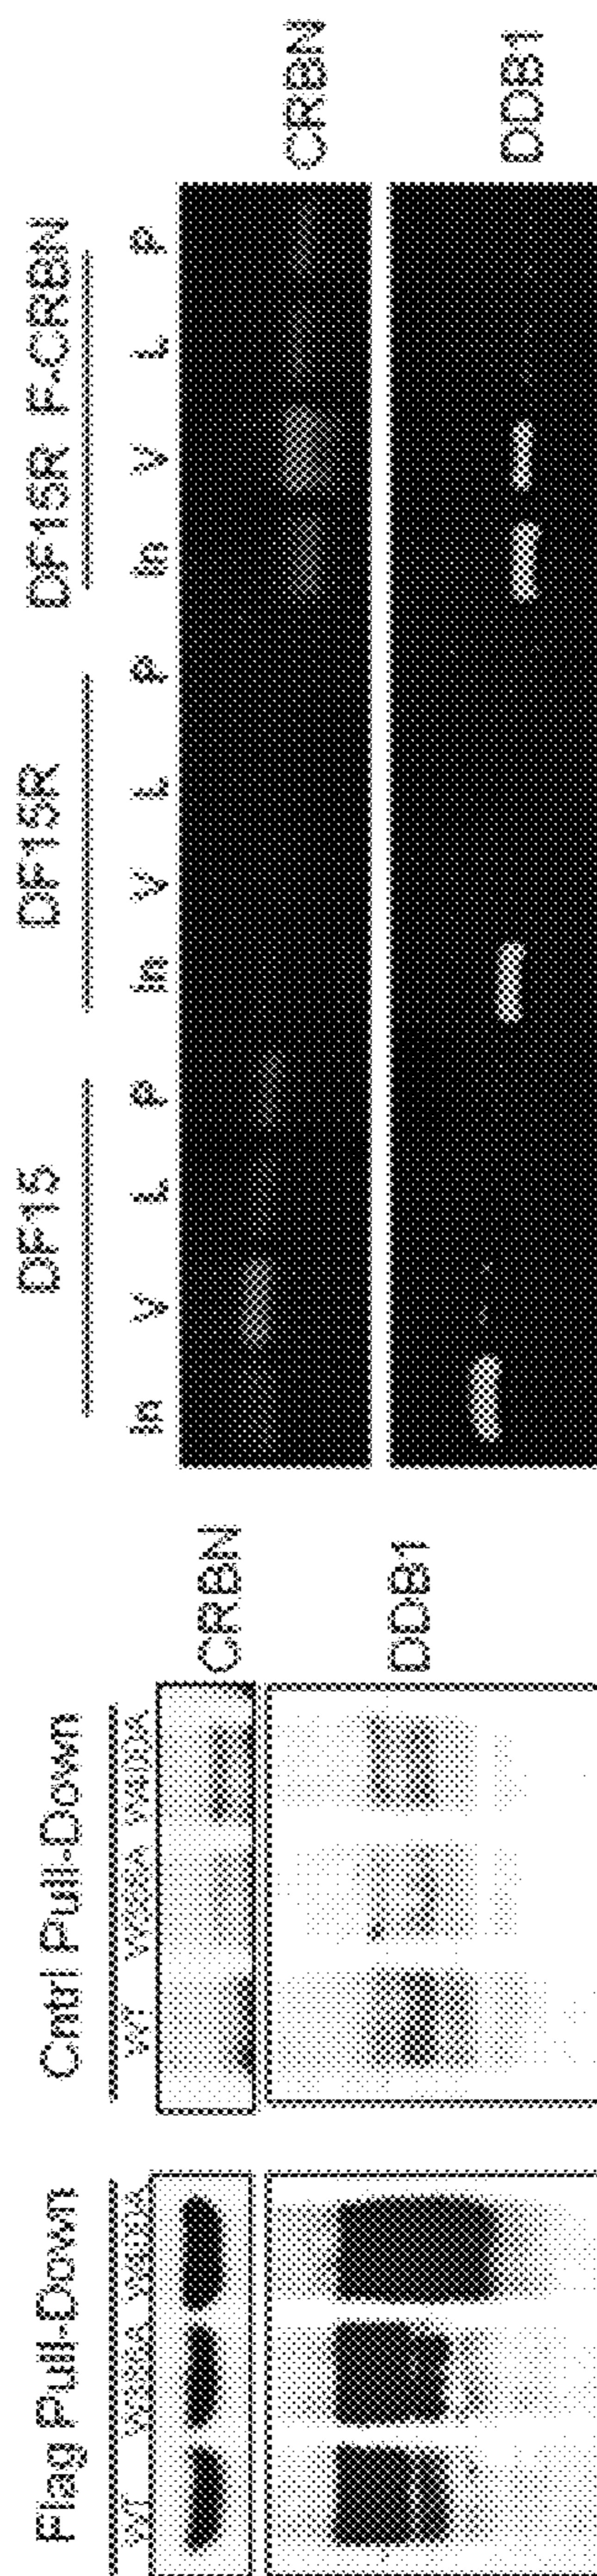 Flag Pull-Down
WT W386A W400A
Cntrl Pull-Down
WT W386A W400A
CRBN
DDB1
DF15
DF15R
DF15R F-CRBN
In V L P In V L P In V L P
CRBN
DDB1